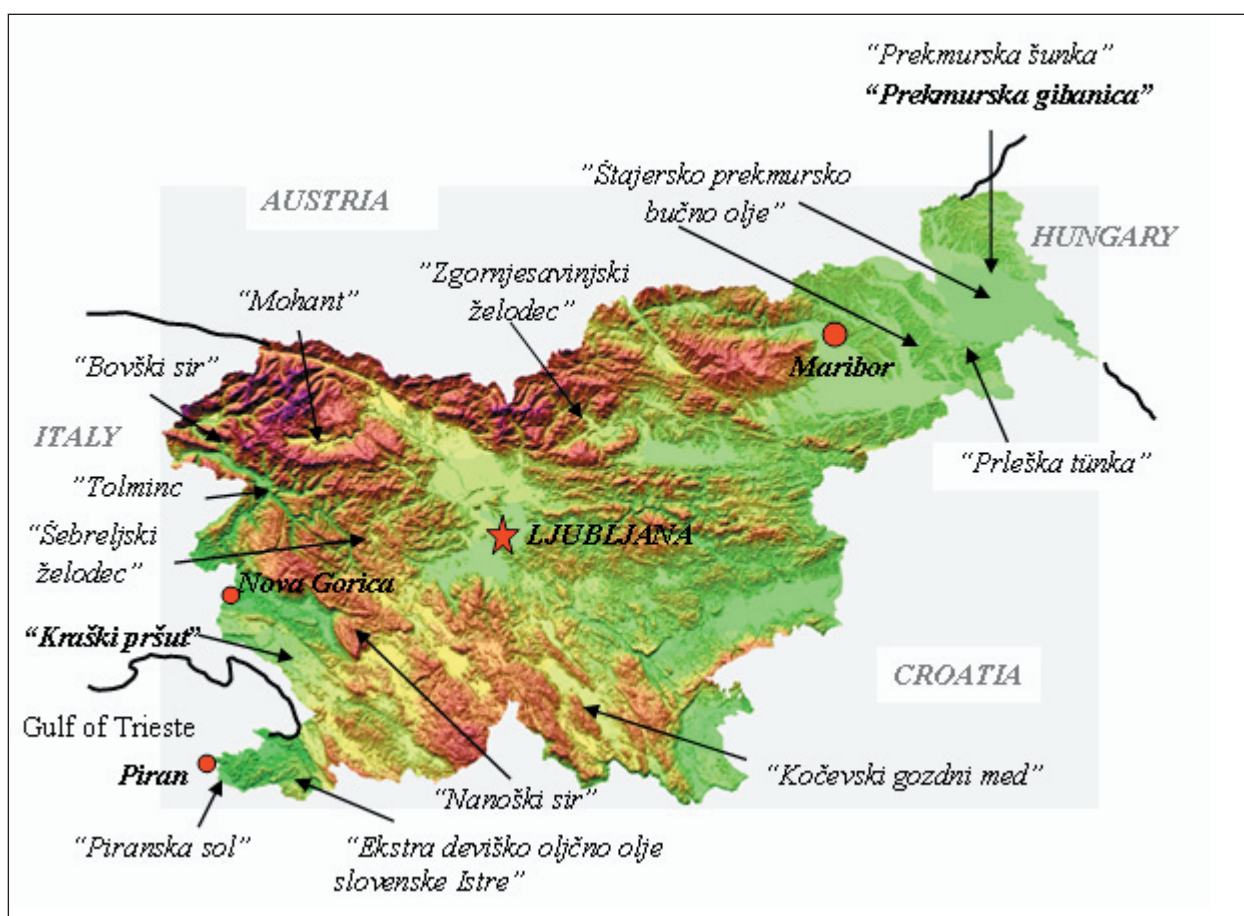 “Prekmurska šunka”
“Prekmurska gibanica”
“Štajersko prekmursko
bučno olje”
AUSTRIA
HUNGARY
“Zgornjesavinjski
želodec”
“Mohant”
“Bovški sir”
Maribor
ITALY
“Prleška tünka”
“Tolminc
“Šebreljski
želodec”
LJUBLJANA
Nova Gorica
“Kraški pršut”
CROATIA
Gulf of Trieste
Piran
“Kočevski gozdni med”
“Nanoški sir”
“Piranska sol”
“Ekstra deviško oljčno olje
slovenske Istre”